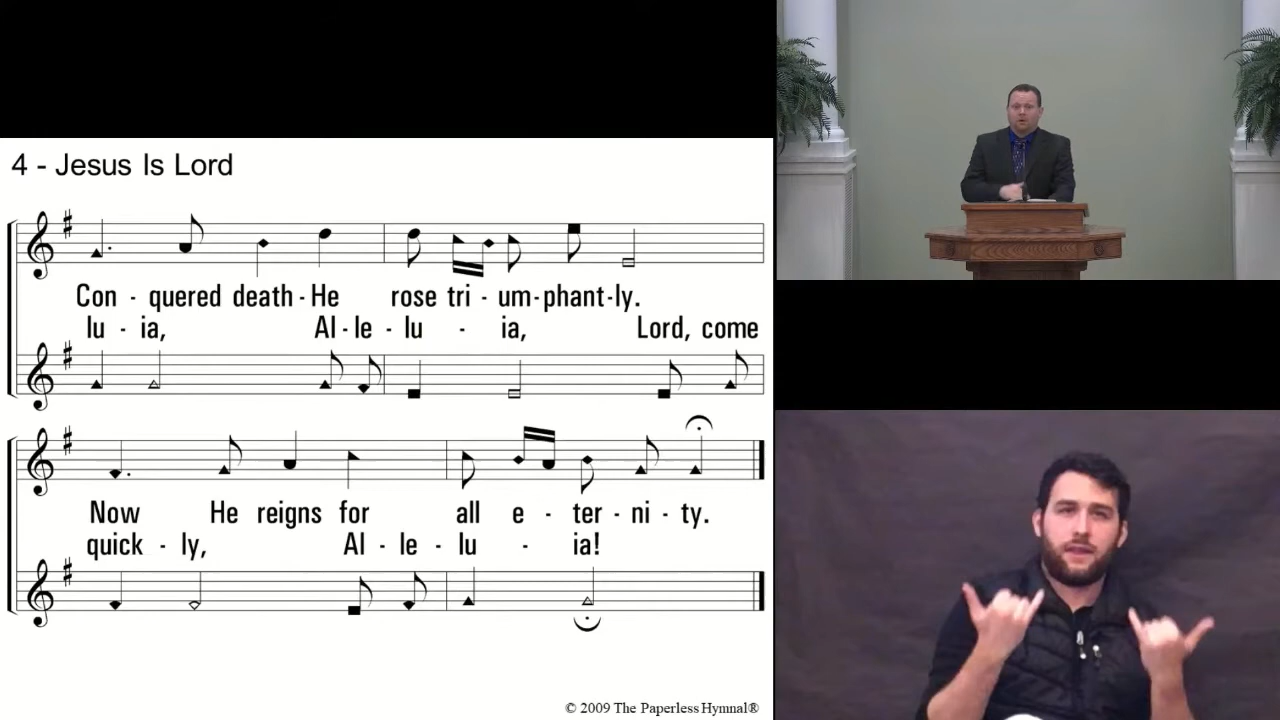 4 - Jesus Is Lord
Con - quered death - He rose tri - um - phant - ly.
lu - ia, Al - le - lu - ia, Lord, come
Now He reigns for all e - ter - ni - ty.
quick - ly, Al - le - lu - ia!
© 2009 The Paperless Hymnal®